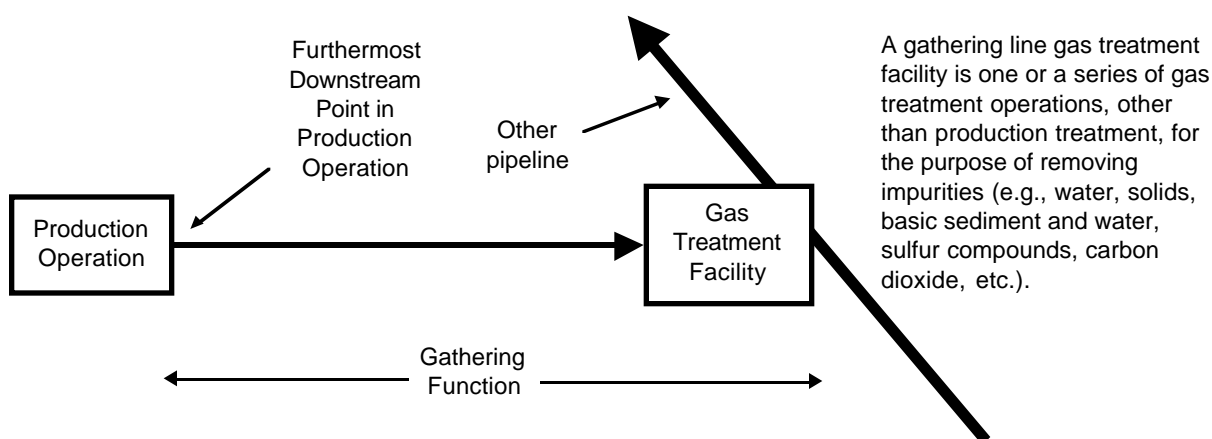 Furthermost
Downstream
Point in
Production
Operation
Other
pipeline
A gathering line gas treatment
facility is one or a series of gas
treatment operations, other
than production treatment, for
the purpose of removing
impurities (e.g., water, solids,
basic sediment and water,
sulfur compounds, carbon
dioxide, etc.).
Production
Operation
Gas
Treatment
Facility
Gathering
Function